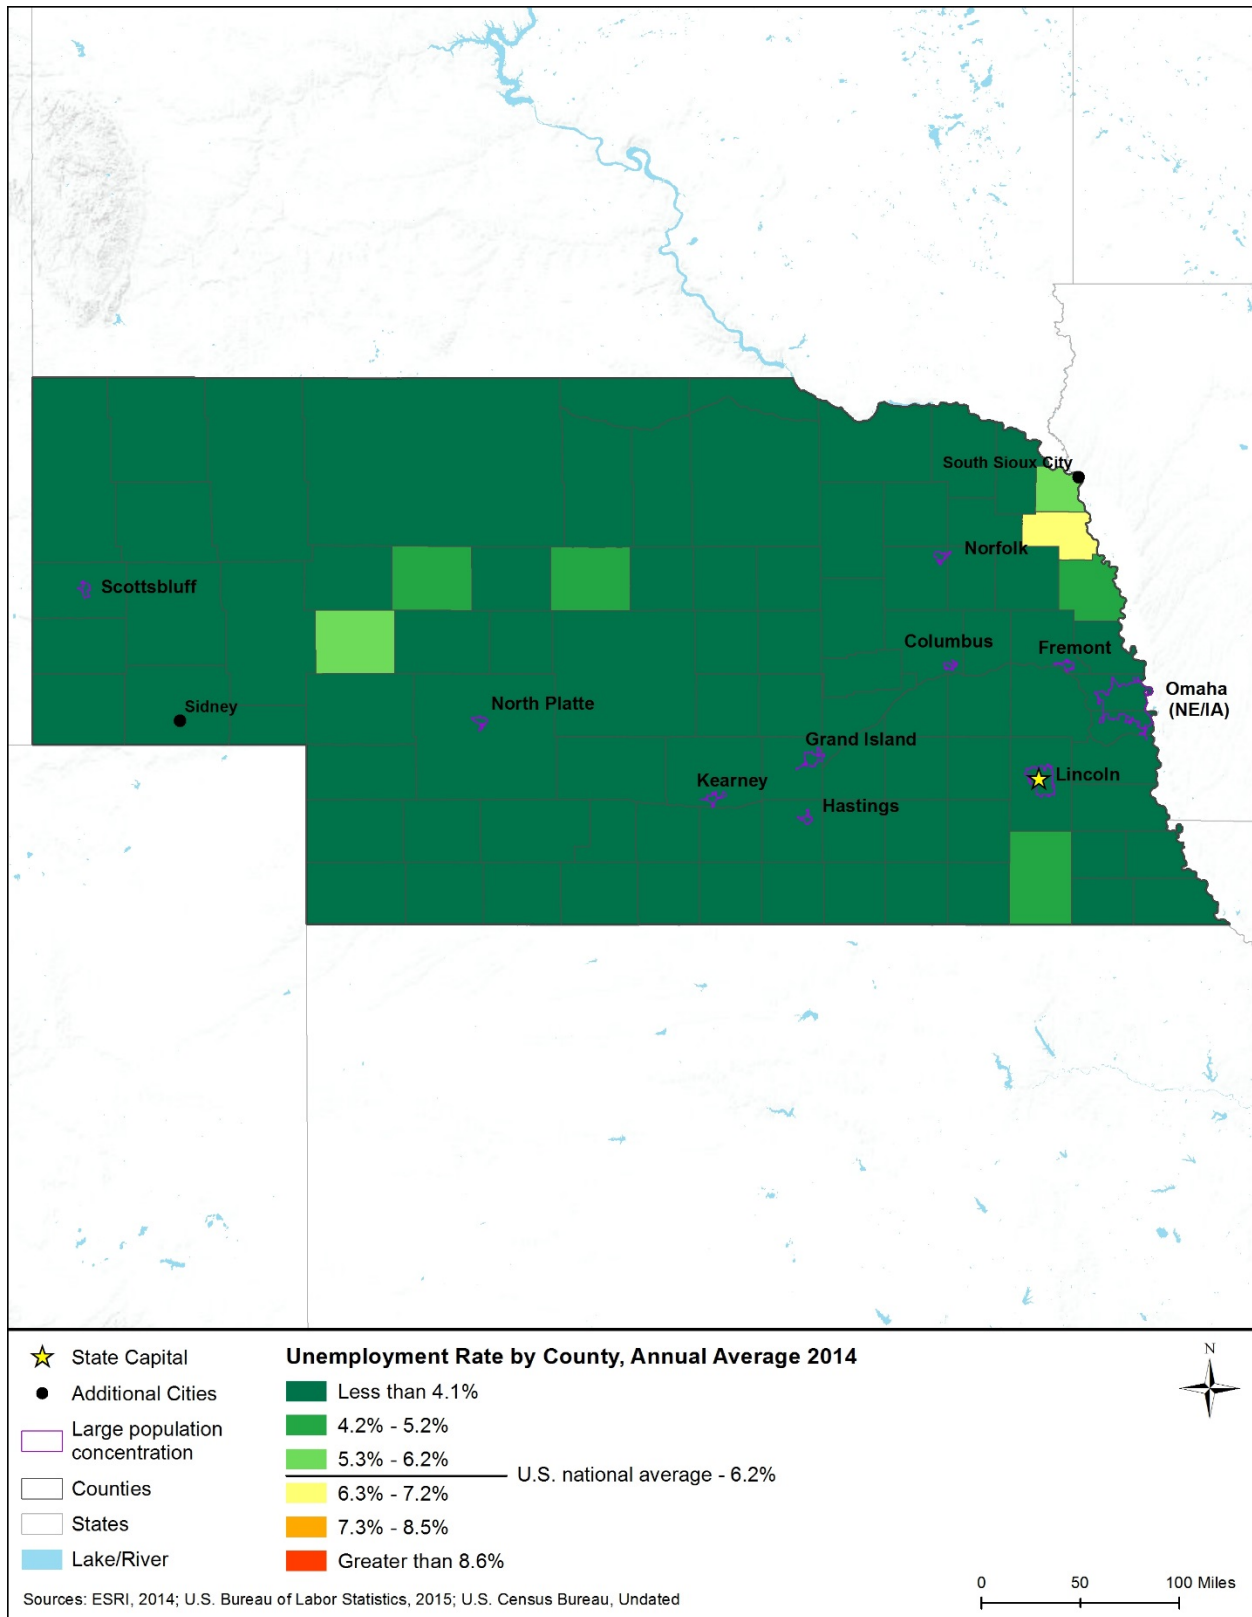 South Sioux City
Norfolk
Scottsbluff
Columbus
Fremont
Omaha
(NE/IA)
Sidney
North Platte
Grand Island
Lincoln
Kearney
Hastings
State Capital
Additional Cities
Large population
concentration
Counties
States
Lake/River
Unemployment Rate by County, Annual Average 2014
Less than 4.1%
4.2% - 5.2%
5.3% - 6.2%
U.S. national average - 6.2%
6.3% - 7.2%
7.3% - 8.5%
Greater than 8.6%
N
0 50 100 Miles
Sources: ESRI, 2014; U.S. Bureau of Labor Statistics, 2015; U.S. Census Bureau, Undated